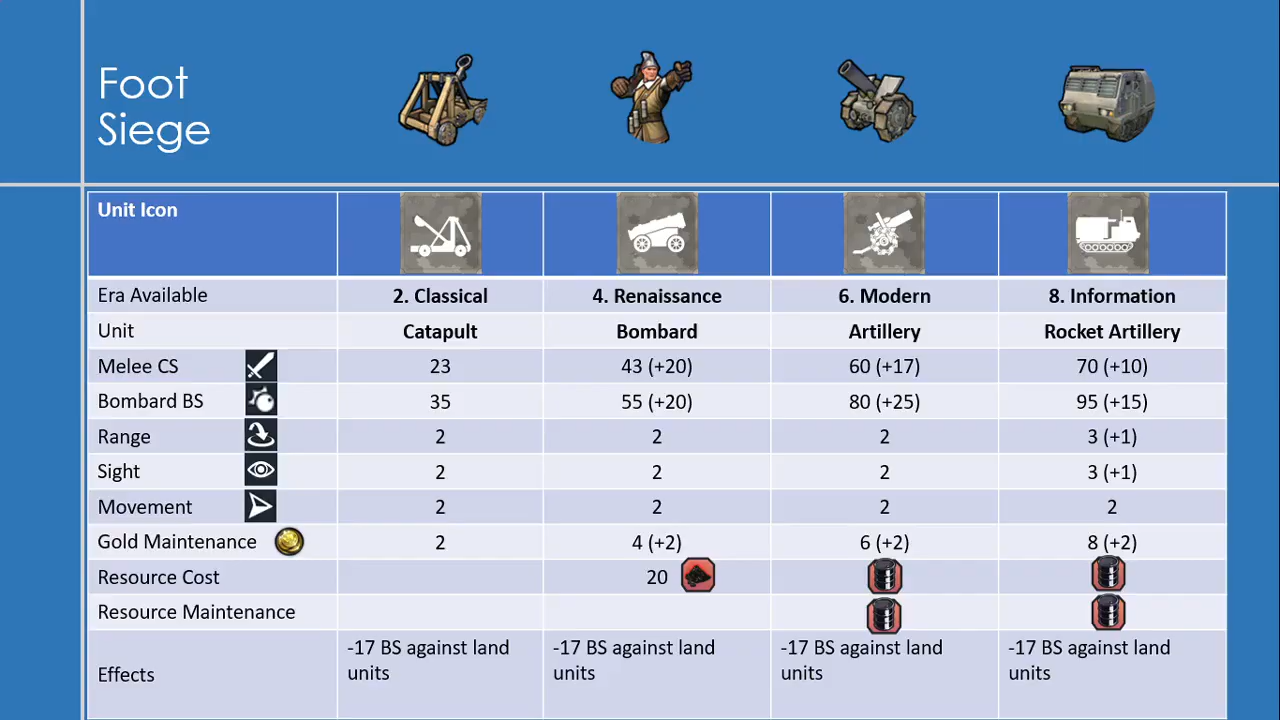 Foot
Siege
Unit Icon
Era Available 2. Classical 4. Renaissance 6. Modern 8. Information
Unit Catapult Bombard Artillery Rocket Artillery
Melee CS 23 43 (+20) 60 (+17) 70 (+10)
Bombard BS 35 55 (+20) 80 (+25) 95 (+15)
Range 2 2 2 3 (+1)
Sight 2 2 2 3 (+1)
Movement 2 2 2 2
Gold Maintenance 2 4 (+2) 6 (+2) 8 (+2)
Resource Cost 20
Resource Maintenance
Effects -17 BS against land units -17 BS against land units -17 BS against land units -17 BS against land units